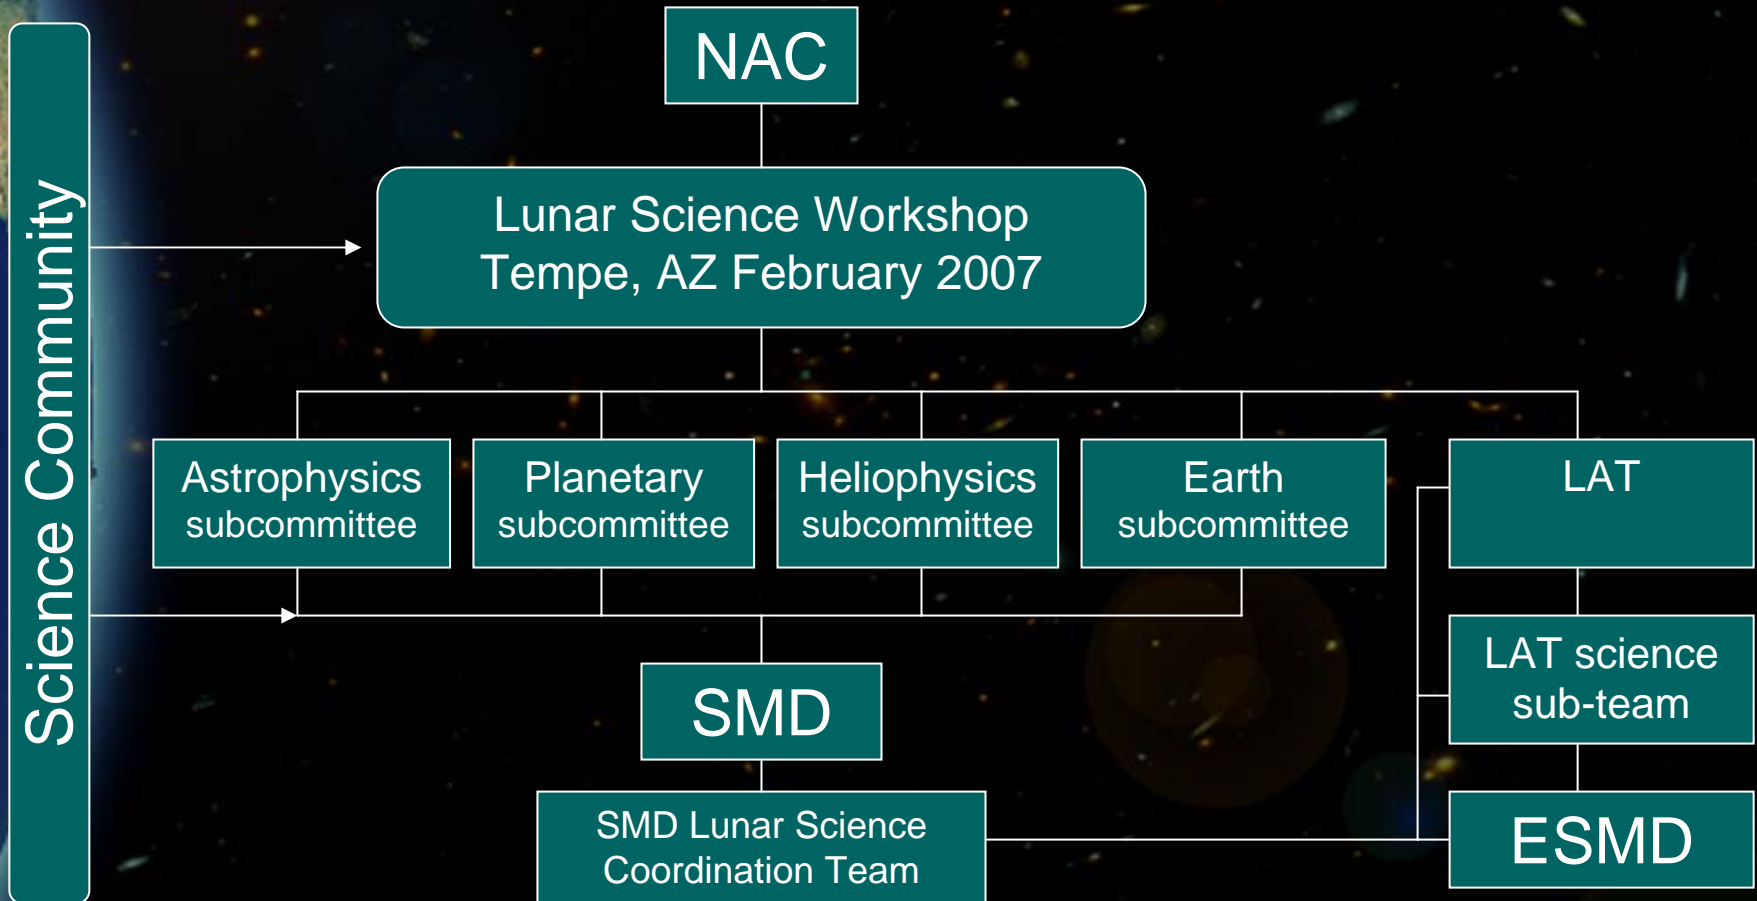 Science Community
NAC
Lunar Science Workshop
Tempe, AZ February 2007
Astrophysics
subcommittee
Planetary
subcommittee
Heliophysics
subcommittee
Earth
subcommittee
LAT
LAT science
sub-team
SMD
SMD Lunar Science
Coordination Team
ESMD